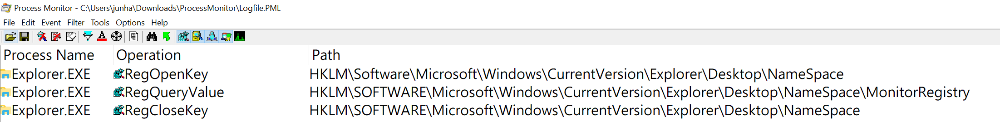 Process Monitor - C:\Users\junha\Downloads\ProcessMonitor\Logfile.PML
File Edit Event Filter Tools Options Help
Process Name Operation Path
Explorer.EXE RegOpenKey HKLM\Software\Microsoft\Windows\CurrentVersion\Explorer\Desktop\NameSpace
Explorer.EXE RegQueryValue HKLM\SOFTWARE\Microsoft\Windows\CurrentVersion\Explorer\Desktop\NameSpace\MonitorRegistry
Explorer.EXE RegCloseKey HKLM\SOFTWARE\Microsoft\Windows\CurrentVersion\Explorer\Desktop\NameSpace